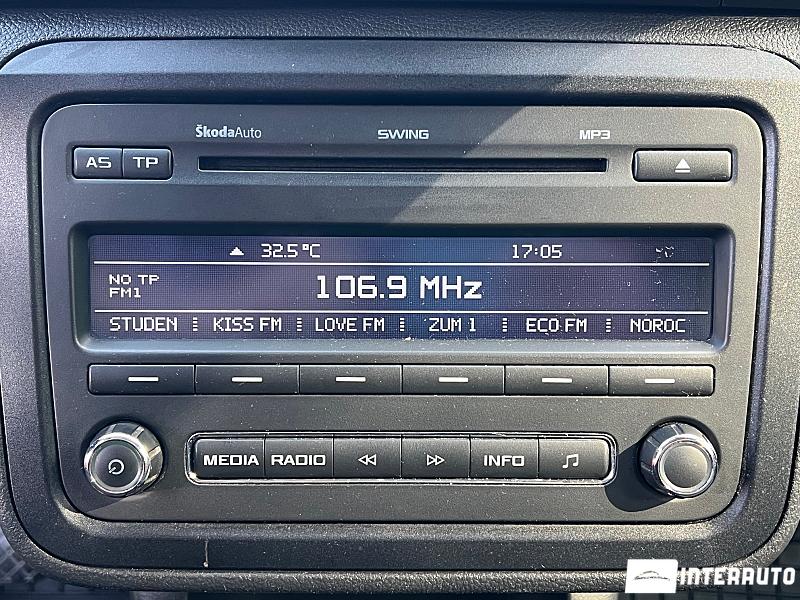 ŠkodaAuto SWING MP3
AS TP
32.5°C 17:05
NO TP
FM1
106.9 MHz
STUDEN KISS FM LOVE FM ZUM 1 ECO FM NOROC
MEDIA RADIO INFO
INTERAUTO